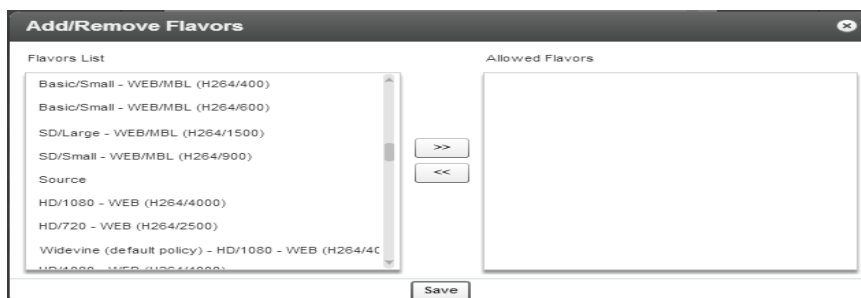 Add/Remove Flavors
Flavors List
Allowed Flavors
Basic/Small - WEB/MBL (H264/400)
Basic/Small - WEB/MBL (H264/600)
SD/Large - WEB/MBL (H264/1500)
SD/Small - WEB/MBL (H264/900)
Source
HD/1080 - WEB (H264/4000)
HD/720 - WEB (H264/2500)
Widevine (default policy) - HD/1080 - WEB (H264/40
>>
<<
Save